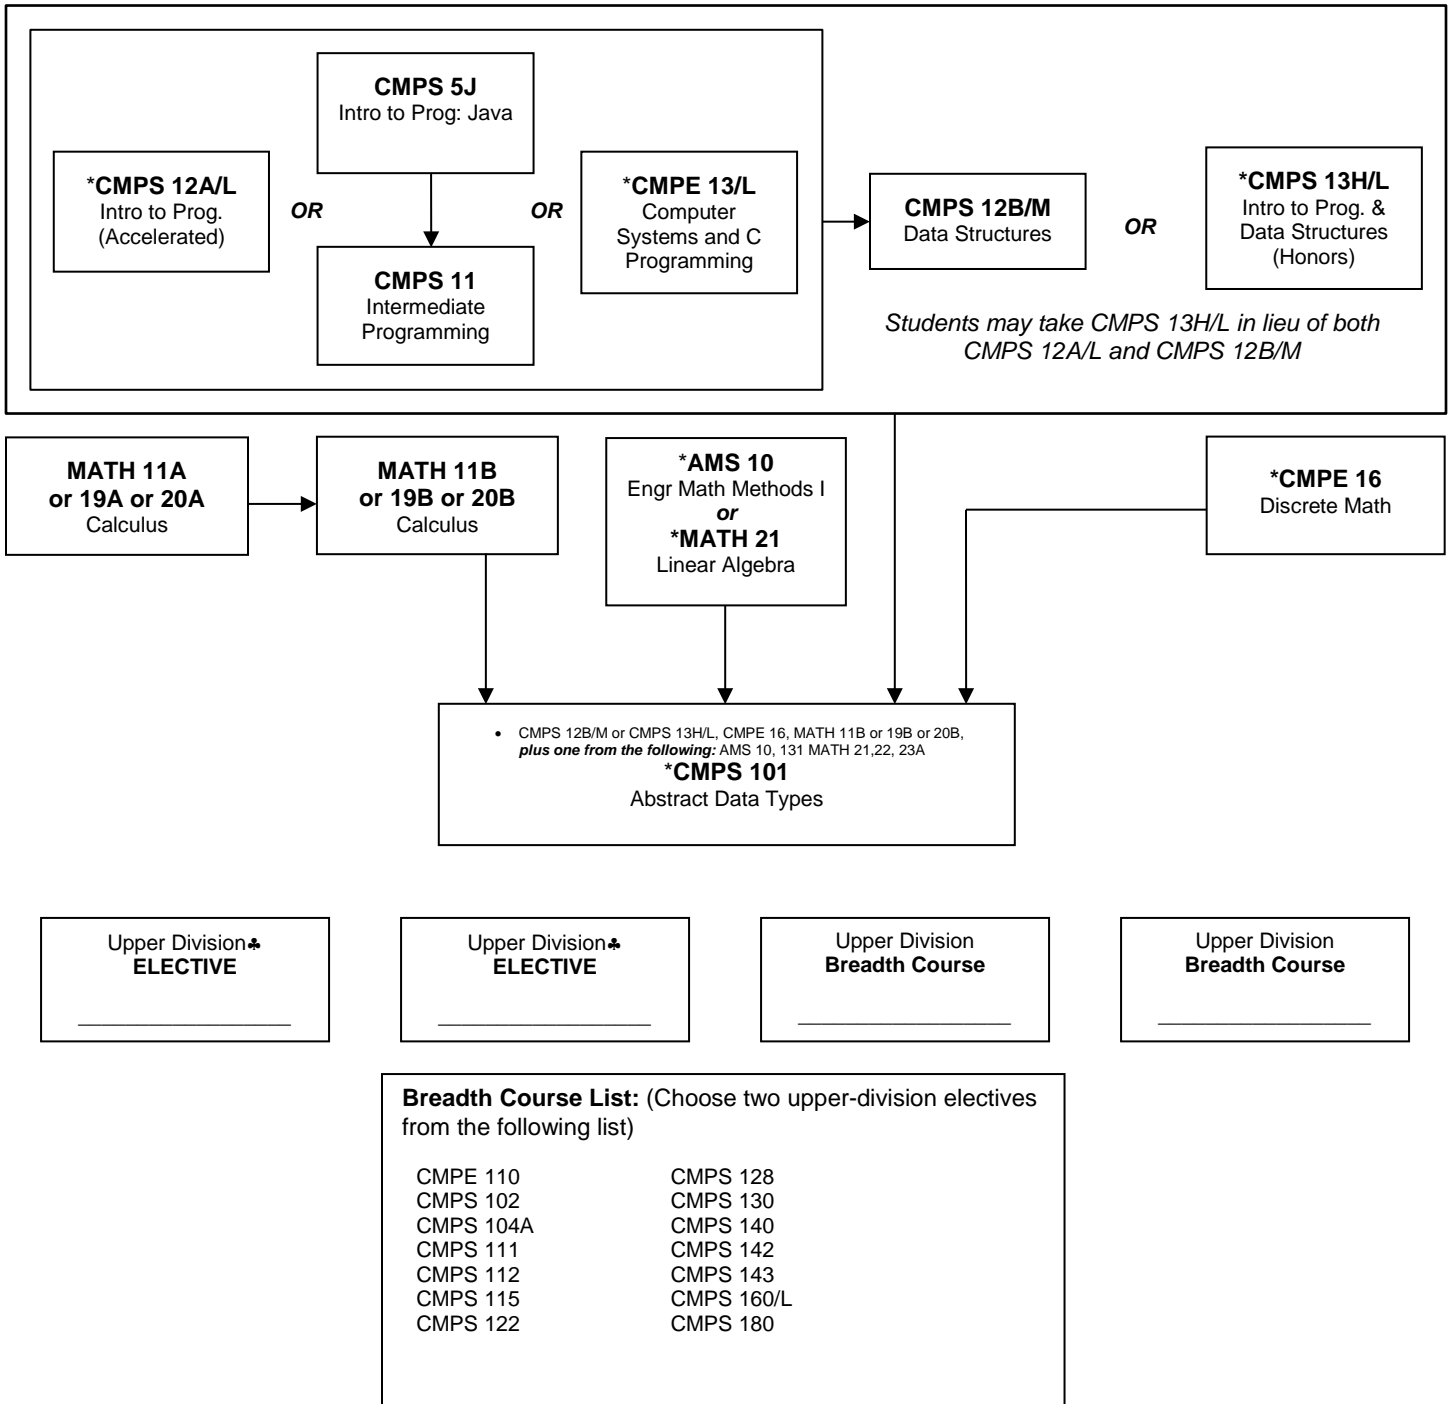 CMPS 5J
Intro to Prog: Java
*CMPS 12A/L
Intro to Prog.
(Accelerated)
OR
CMPS 11
Intermediate
Programming
OR
*CMPE 13/L
Computer
Systems and C
Programming
CMPS 12B/M
Data Structures
OR
*CMPS 13H/L
Intro to Prog. &
Data Structures
(Honors)
Students may take CMPS 13H/L in lieu of both
CMPS 12A/L and CMPS 12B/M
MATH 11A
or 19A or 20A
Calculus
MATH 11B
or 19B or 20B
Calculus
*AMS 10
Engr Math Methods I
or
*MATH 21
Linear Algebra
*CMPE 16
Discrete Math
• CMPS 12B/M or CMPS 13H/L, CMPE 16, MATH 11B or 19B or 20B,
plus one from the following: AMS 10, 131 MATH 21,22, 23A
*CMPS 101
Abstract Data Types
Upper Division♣
ELECTIVE
Upper Division♣
ELECTIVE
Upper Division
Breadth Course
Upper Division
Breadth Course
Breadth Course List: (Choose two upper-division electives
from the following list)
CMPE 110
CMPS 102
CMPS 104A
CMPS 111
CMPS 112
CMPS 115
CMPS 122
CMPS 128
CMPS 130
CMPS 140
CMPS 142
CMPS 143
CMPS 160/L
CMPS 180